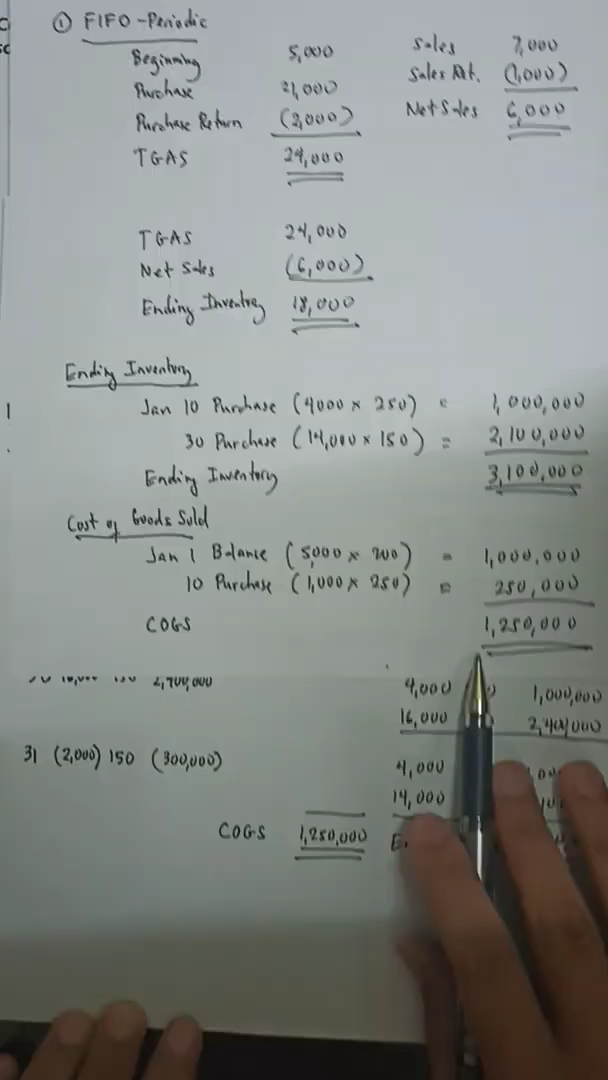 ① FIFO - Periodic
Beginning 5,000
Purchase 21,000
Purchase Return (2,000)
TGAS 24,000
Sales 7,000
Sales Ret. (1,000)
Net Sales 6,000
TGAS 24,000
Net Sales (6,000)
Ending Inventory 18,000
Ending Inventory
Jan 10 Purchase (4000 × 250) = 1,000,000
30 Purchase (14,000 × 150) = 2,100,000
Ending Inventory 3,100,000
Cost of Goods Sold
Jan 1 Balance (5,000 × 200) = 1,000,000
10 Purchase (1,000 × 250) = 250,000
COGS 1,250,000
4,000 1,000,000
16,000 2,400,000
31 (2,000) 150 (300,000)
4,000
14,000
COGS 1,250,000